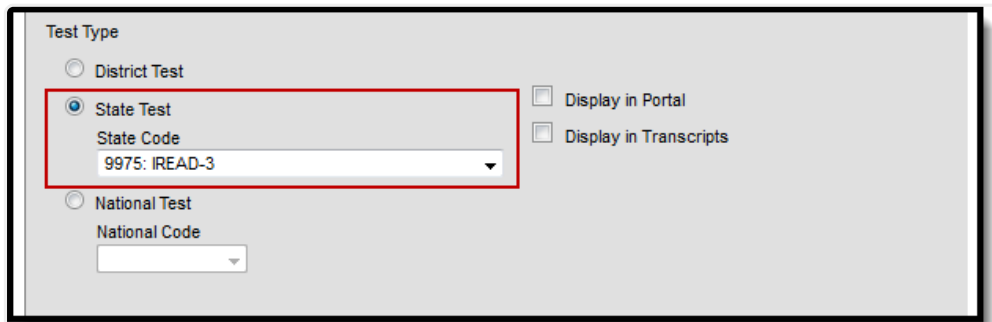 Test Type
District Test
State Test
State Code
9975: IREAD-3
Display in Portal
Display in Transcripts
National Test
National Code